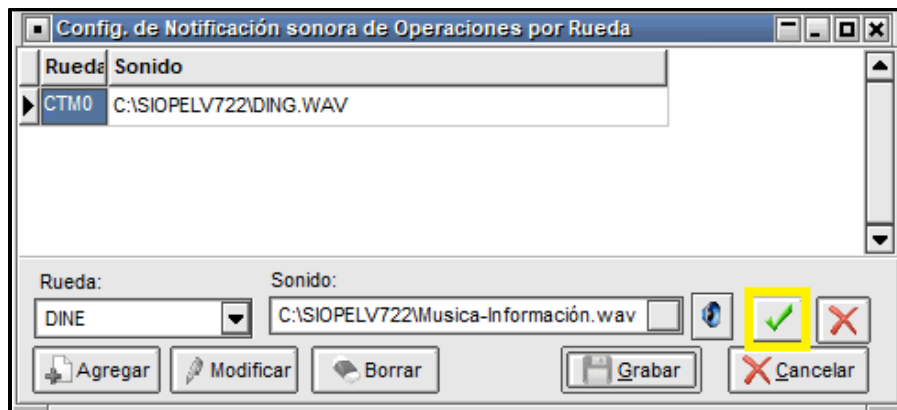 Config. de Notificación sonora de Operaciones por Rueda
Rueda Sonido
CTM0 C:\SIOPELV722\DING.WAV
Rueda: Sonido:
DINE C:\SIOPELV722\Musica-Información.wav
Agregar Modificar Borrar Grabar Cancelar